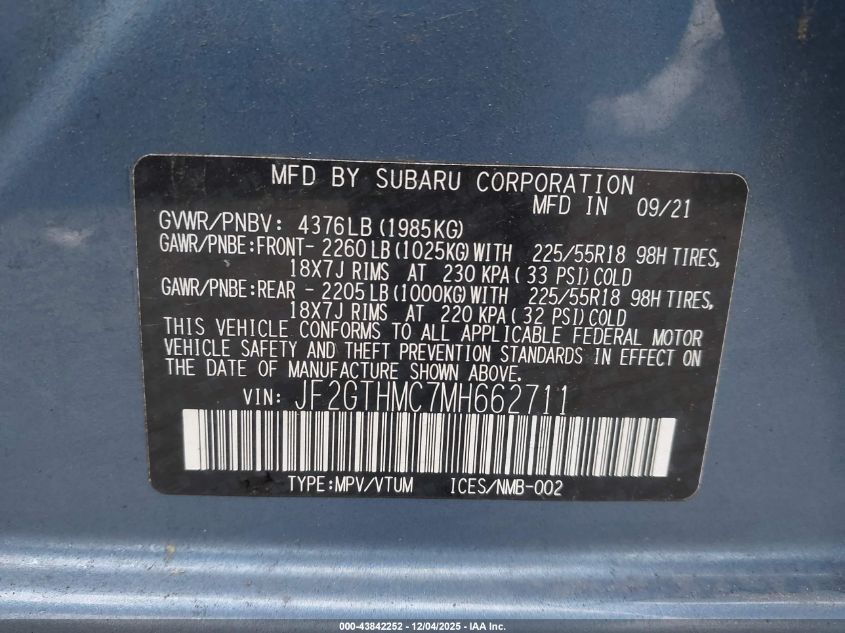 MFD BY SUBARU CORPORATION
MFD IN 09/21
GVWR/PNBV: 4376LB(1985KG)
GAWR/PNBE:FRONT- 2260LB(1025KG)WITH 225/55R18 98H TIRES,
18X7J RIMS AT 230 KPA( 33 PSI)COLD
GAWR/PNBE:REAR - 2205LB(1000KG)WITH 225/55R18 98H TIRES,
18X7J RIMS AT 220 KPA( 32 PSI)COLD
THIS VEHICLE CONFORMS TO ALL APPLICABLE FEDERAL MOTOR
VEHICLE SAFETY AND THEFT PREVENTION STANDARDS IN EFFECT ON
THE DATE OF MANUFACTURE SHOWN ABOVE.
VIN: JF2GTHMC7MH662711
TYPE:MPV/VTUM ICES/NMB-002
000-43842252 - 12/04/2025 - IAA Inc.